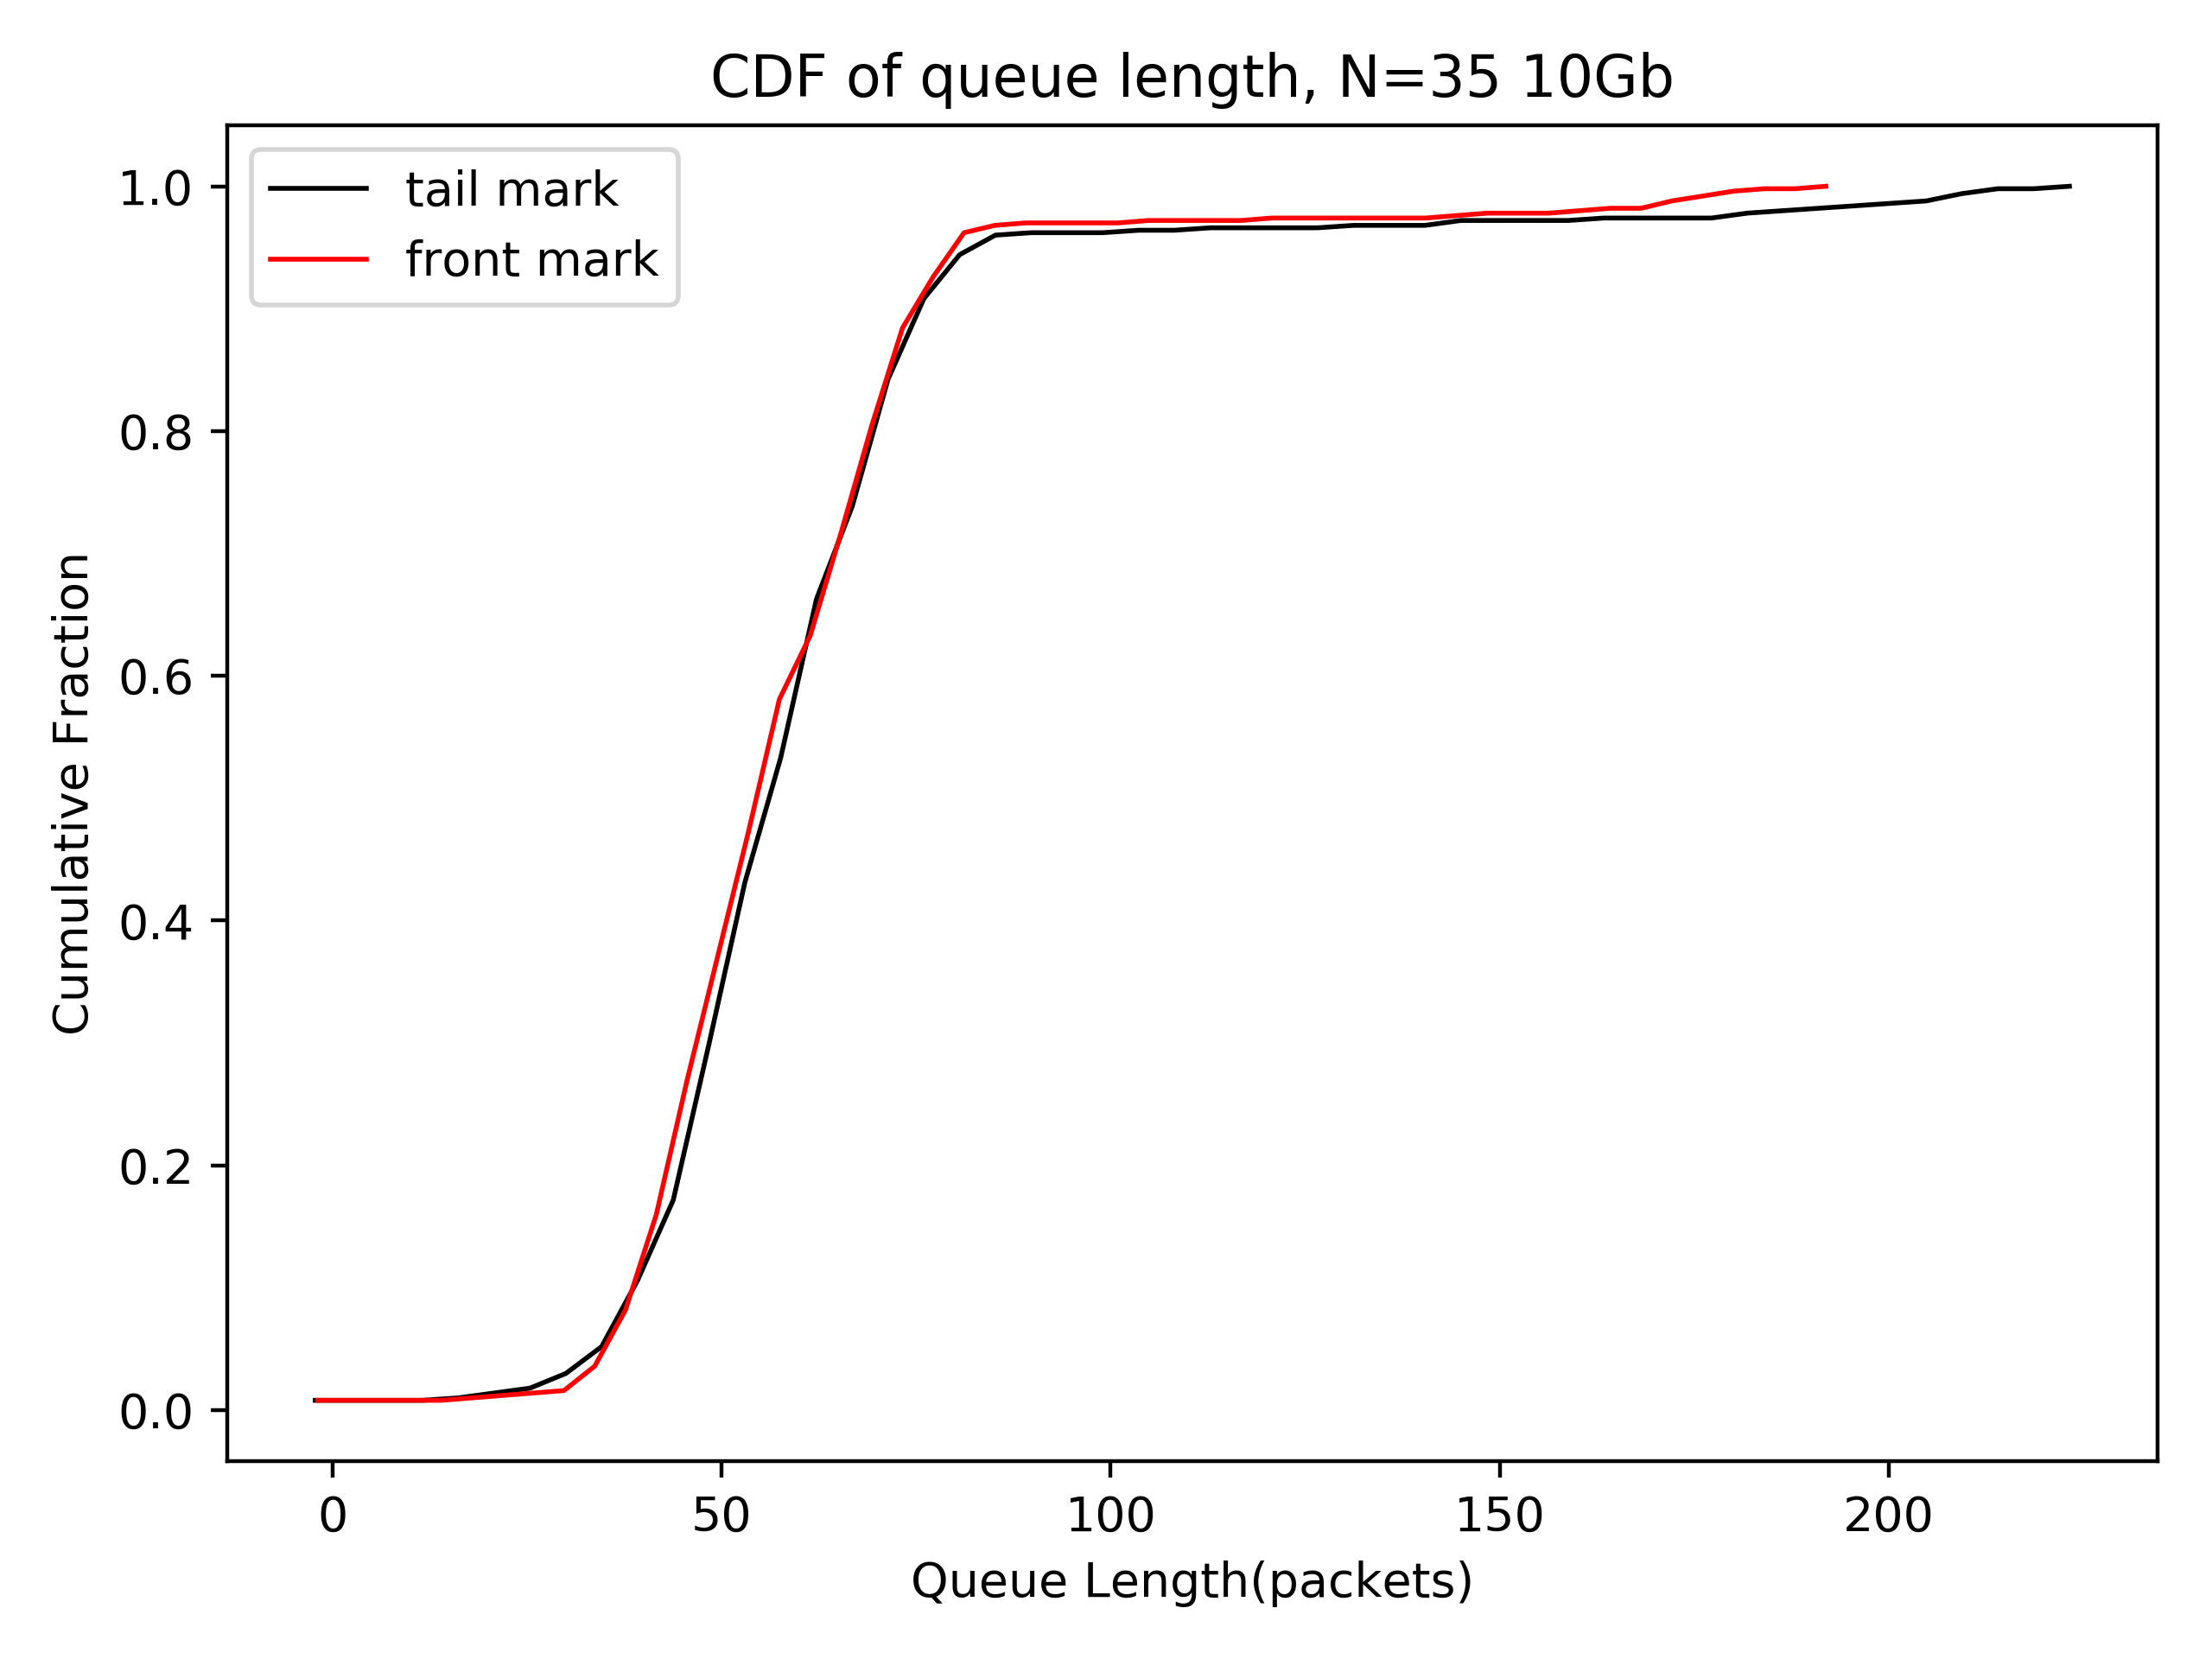 CDF of queue length, N=35 10Gb
tail mark
front mark
1.0
0.8
0.6
0.4
0.2
0.0
Cumulative Fraction
0 50 100 150 200
Queue Length(packets)